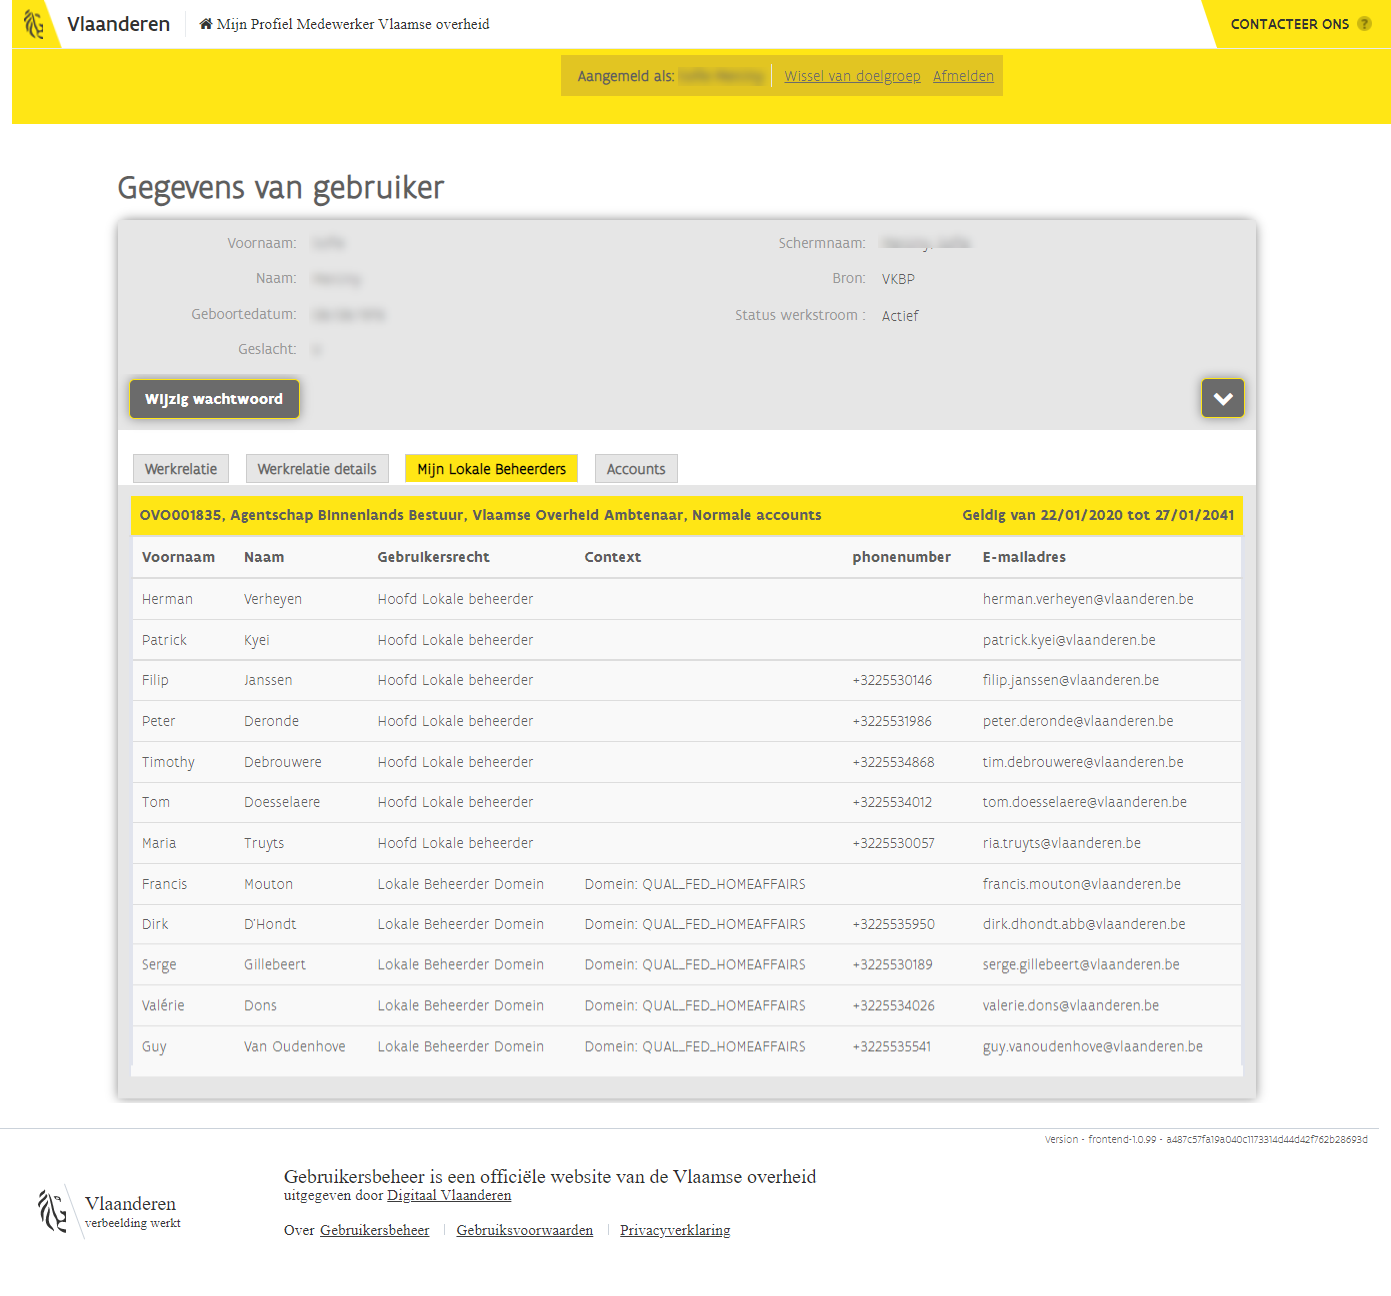 Vlaanderen Mijn Profiel Medewerker Vlaamse overheid CONTACTEER ONS ?
Aangemeld als: Wissel van doelgroep Afmelden
Gegevens van gebruiker
Voornaam: Schermnaam:
Naam: Bron: VKBP
Geboortedatum: Status werkstroom : Actief
Geslacht:
Wijzig wachtwoord
Werkrelatie Werkrelatie details Mijn Lokale Beheerders Accounts
OVO001835, Agentschap Binnenlands Bestuur, Vlaamse Overheid Ambtenaar, Normale accounts Geldig van 22/01/2020 tot 27/01/2041
Voornaam Naam Gebruikersrecht Context phonenumber E-mailadres
Herman Verheyen Hoofd Lokale beheerder herman.verheyen@vlaanderen.be
Patrick Kyei Hoofd Lokale beheerder patrick.kyei@vlaanderen.be
Filip Janssen Hoofd Lokale beheerder +3225530146 filip.janssen@vlaanderen.be
Peter Deronde Hoofd Lokale beheerder +3225531986 peter.deronde@vlaanderen.be
Timothy Debrouwere Hoofd Lokale beheerder +3225534868 tim.debrouwere@vlaanderen.be
Tom Doesselaere Hoofd Lokale beheerder +3225534012 tom.doesselaere@vlaanderen.be
Maria Truyts Hoofd Lokale beheerder +3225530057 ria.truyts@vlaanderen.be
Francis Mouton Lokale Beheerder Domein Domein: QUAL_FED_HOMEAFFAIRS francis.mouton@vlaanderen.be
Dirk D'Hondt Lokale Beheerder Domein Domein: QUAL_FED_HOMEAFFAIRS +3225535950 dirk.dhondt.abb@vlaanderen.be
Serge Gillebeert Lokale Beheerder Domein Domein: QUAL_FED_HOMEAFFAIRS +3225530189 serge.gillebeert@vlaanderen.be
Valérie Dons Lokale Beheerder Domein Domein: QUAL_FED_HOMEAFFAIRS +3225534026 valerie.dons@vlaanderen.be
Guy Van Oudenhove Lokale Beheerder Domein Domein: QUAL_FED_HOMEAFFAIRS +3225535541 guy.vanoudenhove@vlaanderen.be
Version - frontend-1.0.99 - a487c57fa19a040c1173314d44d42f762b28693d
Gebruikersbeheer is een officiële website van de Vlaamse overheid
uitgegeven door Digitaal Vlaanderen
Vlaanderen
verbeelding werkt
Over Gebruikersbeheer Gebruiksvoorwaarden Privacyverklaring